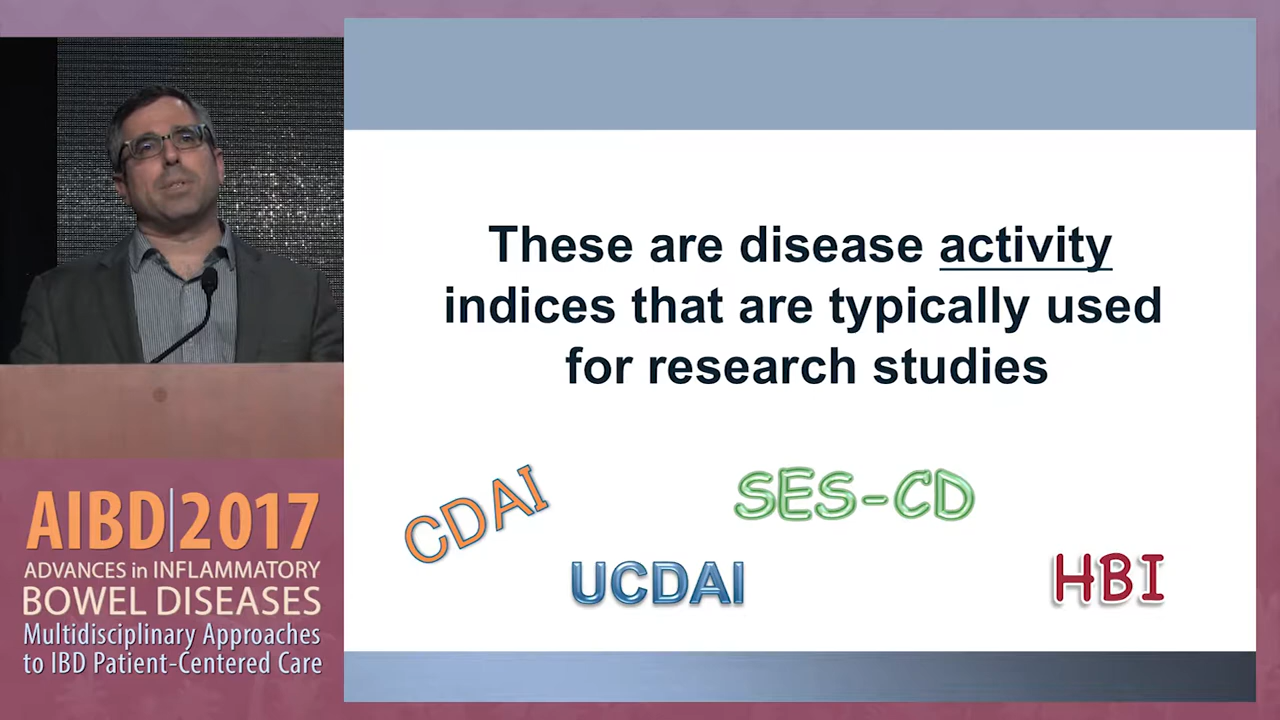 These are disease activity
indices that are typically used
for research studies
CDAI
SES-CD
UCDAI
HBI
AIBD|2017
ADVANCES in INFLAMMATORY
BOWEL DISEASES
Multidisciplinary Approaches
to IBD Patient-Centered Care